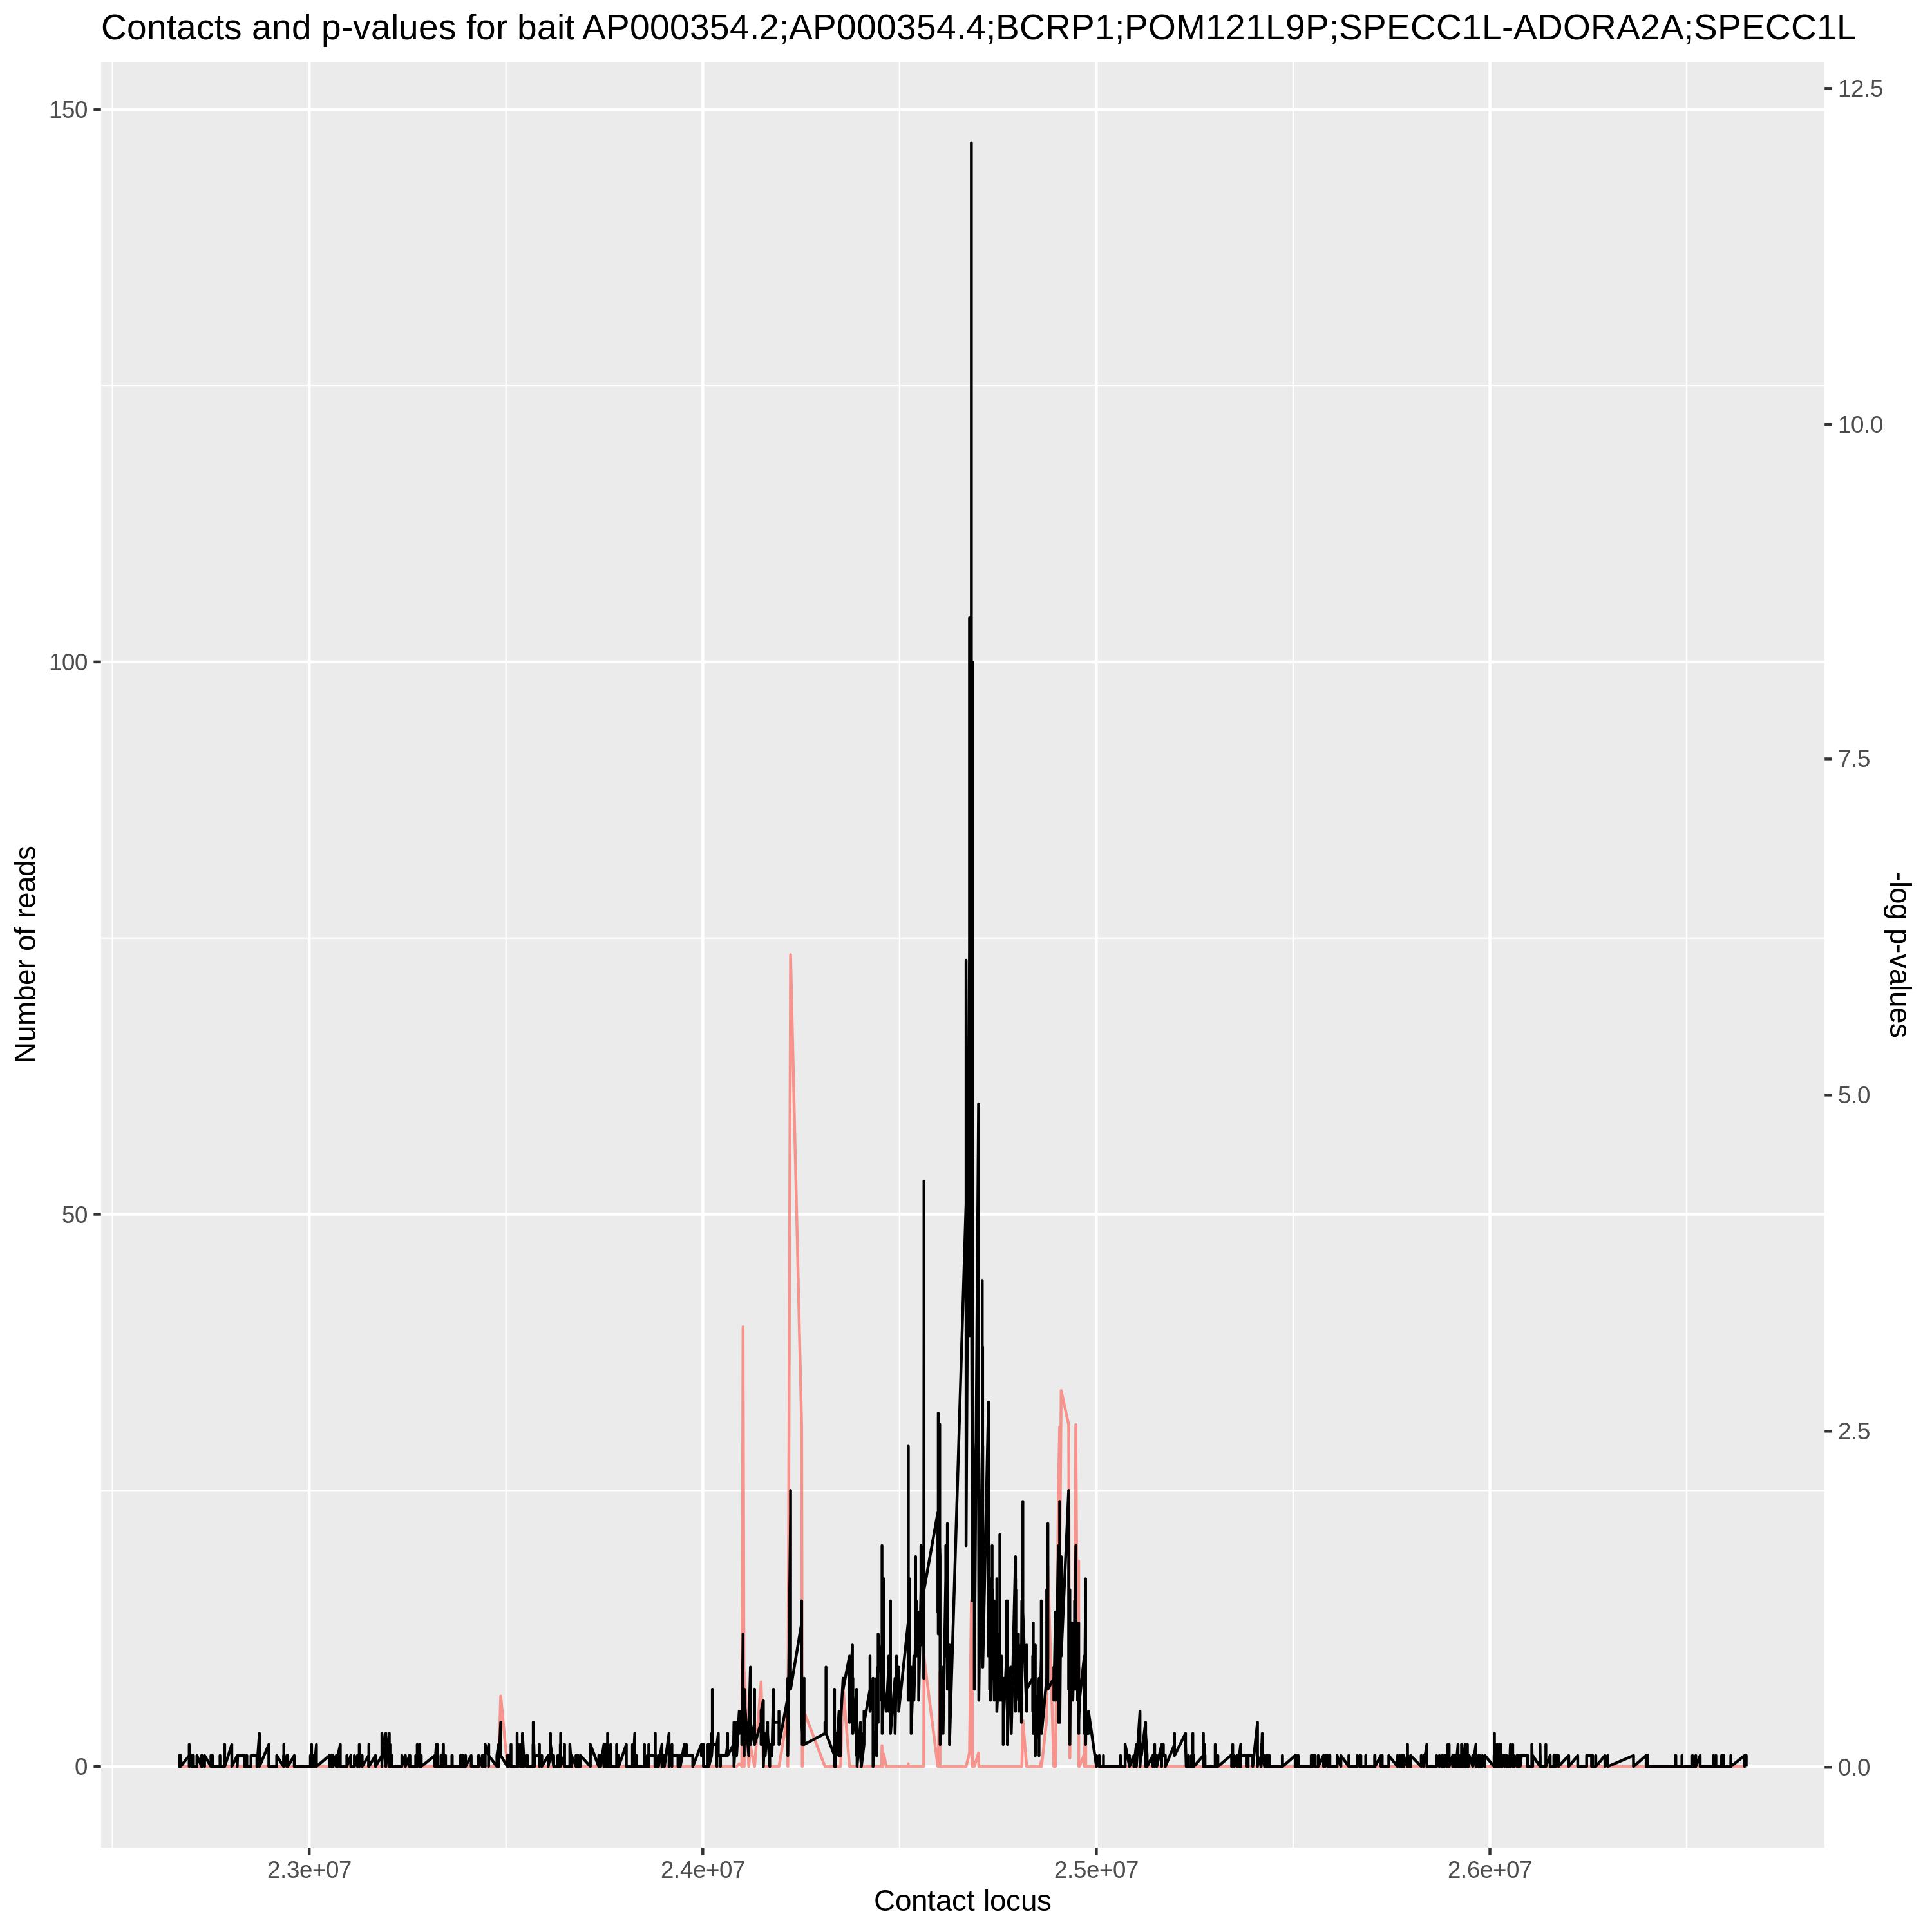 Contacts and p-values for bait AP000354.2;AP000354.4;BCRP1;POM121L9P;SPECC1L-ADORA2A;SPECC1L
150
100
50
0
Number of reads
12.5
10.0
7.5
5.0
2.5
0.0
-log p-values
2.3e+07
2.4e+07
2.5e+07
2.6e+07
Contact locus